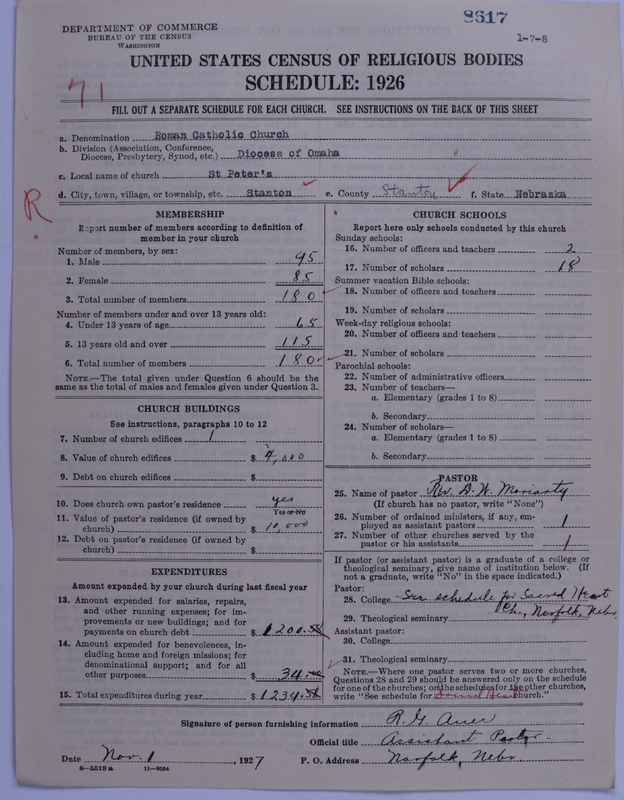 8617
DEPARTMENT OF COMMERCE
BUREAU OF THE CENSUS
WASHINGTON
1-7-8
UNITED STATES CENSUS OF RELIGIOUS BODIES
SCHEDULE: 1926
71
FILL OUT A SEPARATE SCHEDULE FOR EACH CHURCH. SEE INSTRUCTIONS ON THE BACK OF THIS SHEET
a. Denomination Roman Catholic Church
b. Division (Association, Conference,
Diocese, Presbytery, Synod, etc.) Diocese of Omaha
c. Local name of church St Peter's
d. City, town, village, or township, etc. Stanton e. County Stanton f. State Nebraska
R
MEMBERSHIP
Report number of members according to definition of
member in your church
Number of members, by sex:
1. Male 95
2. Female 85
3. Total number of members 180
Number of members under and over 13 years old:
4. Under 13 years of age 65
5. 13 years old and over 115
6. Total number of members 180
NOTE.—The total given under Question 6 should be the
same as the total of males and females given under Question 3.
CHURCH BUILDINGS
See instructions, paragraphs 10 to 12
7. Number of church edifices 1
8. Value of church edifices $ 4,000
9. Debt on church edifices $
10. Does church own pastor's residence yes
Yes or No
11. Value of pastor's residence (if owned by
church) $ 10,000
12. Debt on pastor's residence (if owned by
church) $
EXPENDITURES
Amount expended by your church during last fiscal year
13. Amount expended for salaries, repairs,
and other running expenses; for im-
provements or new buildings; and for
payments on church debt $ 1200.
14. Amount expended for benevolences, in-
cluding home and foreign missions; for
denominational support; and for all
other purposes $ 34.
15. Total expenditures during year $ 1234.
CHURCH SCHOOLS
Report here only schools conducted by this church
Sunday schools:
16. Number of officers and teachers 2
17. Number of scholars 18
Summer vacation Bible schools:
18. Number of officers and teachers
19. Number of scholars
Week-day religious schools:
20. Number of officers and teachers
21. Number of scholars
Parochial schools:
22. Number of administrative officers
23. Number of teachers—
a. Elementary (grades 1 to 8)
b. Secondary
24. Number of scholars—
a. Elementary (grades 1 to 8)
b. Secondary
PASTOR
25. Name of pastor Rev. D. W. Moriarty
(If church has no pastor, write "None")
26. Number of ordained ministers, if any, em-
ployed as assistant pastors 1
27. Number of other churches served by the
pastor or his assistants 1
If pastor (or assistant pastor) is a graduate of a college or
theological seminary, give name of institution below. (If
not a graduate, write "No" in the space indicated.)
Pastor:
28. College See schedule for Sacred Heart
Ch., Norfolk, Nebr.
29. Theological seminary
Assistant pastor:
30. College
31. Theological seminary
NOTE.—Where one pastor serves two or more churches,
Questions 28 and 29 should be answered only on the schedule
for one of the churches; on the schedules for the other churches,
write "See schedule for Sacred Heart church."
Signature of person furnishing information R. G. Auer
Official title Assistant Pastor
Date Nov. 1, 1927 P. O. Address Norfolk, Nebr.
8—5518a 11—9024